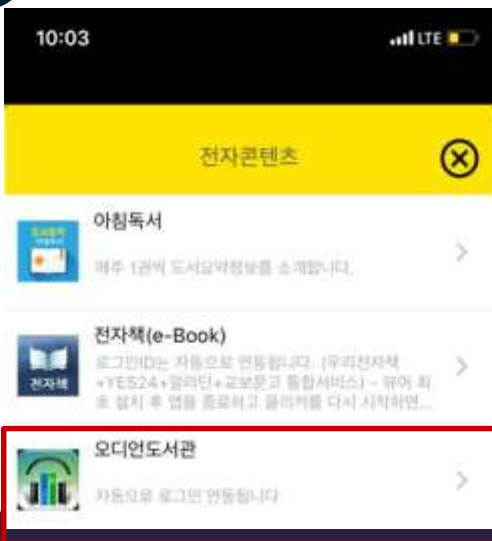 10:03
LTE
전자콘텐츠
아침독서
매주 1권씩 도서요약정보를 소개합니다.
전자책(e-Book)
로그인ID는 자동으로 연동됩니다. (우리전자책
+YES24+알라딘+교보문고 통합서비스) - 뷰어 최
초 설치 후 앱을 종료하고 클리커를 다시 시작하면...
전자책
오디언도서관
자동으로 로그인 연동됩니다